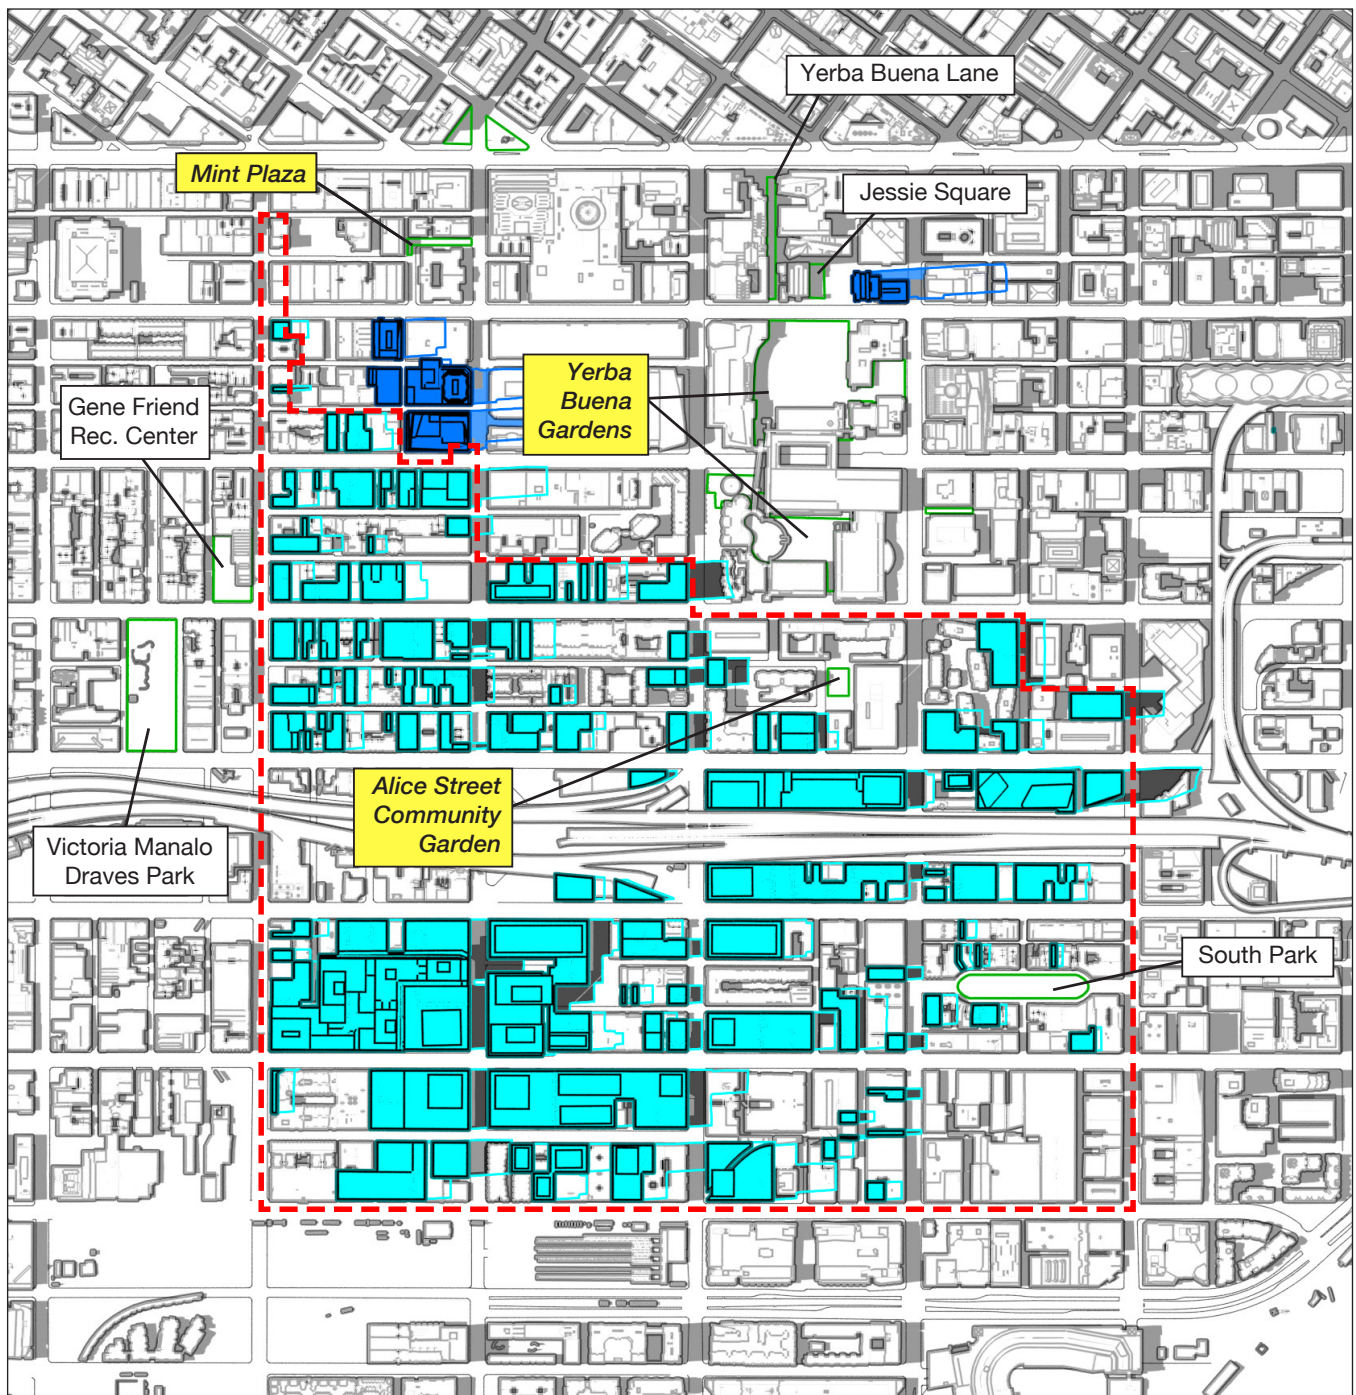 Yerba Buena Lane
Mint Plaza
Jessie Square
Yerba
Buena
Gardens
Gene Friend
Rec. Center
Alice Street
Community
Garden
Victoria Manalo
Draves Park
South Park